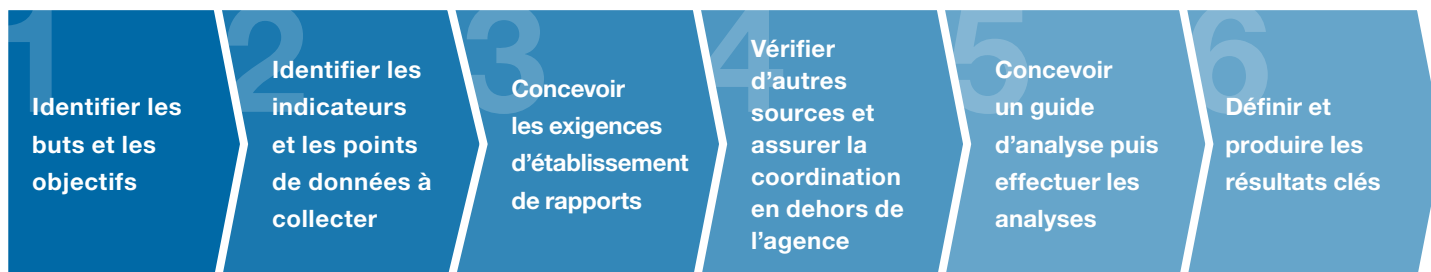 1
Identifier les
buts et les
objectifs
2
Identifier les
indicateurs
et les points
de données à
collecter
3
Concevoir
les exigences
d’établissement
de rapports
4
Vérifier
d’autres
sources et
assurer la
coordination
en dehors de
l’agence
5
Concevoir
un guide
d’analyse puis
effectuer les
analyses
6
Définir et
produire les
résultats clés